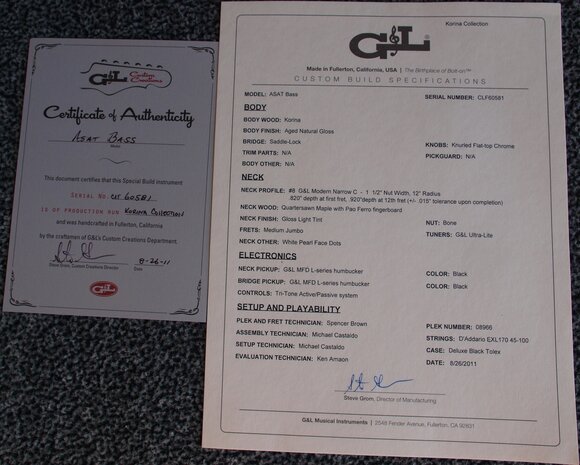 G&L Custom Creations
Certificate of Authenticity
ASAT BASS
Model
This document certifies that this Special Build instrument
SERIAL NO. CLF 60581
IS OF PRODUCTION RUN KORINA COLLECTION
and was handcrafted in Fullerton, California
by the craftsmen of G&L's Custom Creations Department.
8-26-11
Steve Grom, Custom Creations Director
Date
G&L
Korina Collection
G&L
Made in Fullerton, California, USA | The Birthplace of Bolt-on™
CUSTOM BUILD SPECIFICATIONS
MODEL: ASAT Bass
SERIAL NUMBER: CLF60581
BODY
BODY WOOD: Korina
BODY FINISH: Aged Natural Gloss
BRIDGE: Saddle-Lock
KNOBS: Knurled Flat-top Chrome
TRIM PARTS: N/A
PICKGUARD: N/A
BODY OTHER: N/A
NECK
NECK PROFILE: #8 G&L Modern Narrow C - 1 1/2" Nut Width, 12" Radius
.820" depth at first fret, .920" depth at 12th fret (+/- .015" tolerance upon completion)
NECK WOOD: Quartersawn Maple with Pao Ferro fingerboard
NECK FINISH: Gloss Light Tint
NUT: Bone
FRETS: Medium Jumbo
TUNERS: G&L Ultra-Lite
NECK OTHER: White Pearl Face Dots
ELECTRONICS
NECK PICKUP: G&L MFD L-series humbucker
COLOR: Black
BRIDGE PICKUP: G&L MFD L-series humbucker
COLOR: Black
CONTROLS: Tri-Tone Active/Passive system
SETUP AND PLAYABILITY
PLEK AND FRET TECHNICIAN: Spencer Brown
PLEK NUMBER: 08966
ASSEMBLY TECHNICIAN: Michael Castaldo
STRINGS: D'Addario EXL170 45-100
SETUP TECHNICIAN: Michael Castaldo
CASE: Deluxe Black Tolex
EVALUATION TECHNICIAN: Ken Amaon
DATE: 8/26/2011
Steve Grom, Director of Manufacturing
G&L Musical Instruments | 2548 Fender Avenue, Fullerton, CA 92831